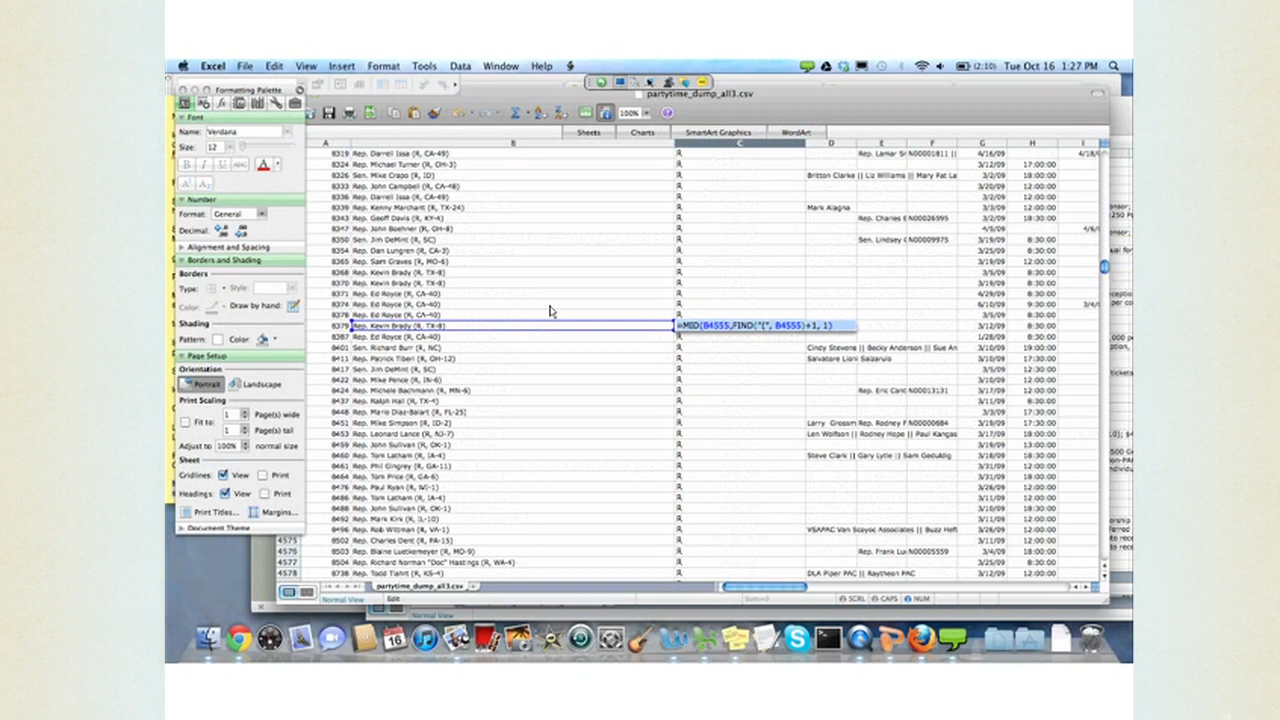 Excel File Edit View Insert Format Tools Data Window Help (2:10) Tue Oct 16 1:27 PM
Formatting Palette
partytime_dump_all3.csv
100%
Sheets Charts SmartArt Graphics WordArt
Font
Name: Verdana
Size: 12
B I U ABC A
A² A₂
Number
Format: General
Decimal:
Alignment and Spacing
Borders and Shading
Borders
Type: Style:
Color: Draw by hand:
Shading
Pattern: Color:
Page Setup
Orientation
Portrait Landscape
Print Scaling
Fit to: 1 Page(s) wide
1 Page(s) tall
Adjust to 100% normal size
Sheet
Gridlines: View Print
Headings: View Print
Print Titles... Margins...
Document Theme
A B C D E F G H I
8319 Rep. Darrell Issa (R, CA-49) R N00001811 || 4/16/09
8324 Rep. Michael Turner (R, OH-3) R 3/12/09 17:00:00
8326 Sen. Mike Crapo (R, ID) R Britton Clarke || Liz Williams || Mary Pat La 3/2/09 18:00:00
8333 Rep. John Campbell (R, CA-48) R 3/20/09 12:00:00
8336 Rep. Darrell Issa (R, CA-49) R 3/2/09 12:00:00
8339 Rep. Kenny Marchant (R, TX-24) R Mark Alagna 3/3/09 12:00:00
8343 Rep. Geoff Davis (R, KY-4) R Rep. Charles N00026595 3/2/09 18:30:00
8347 Rep. John Boehner (R, OH-8) R 4/5/09
8350 Sen. Jim DeMint (R, SC) R Sen. Lindsey N00009975 3/19/09 8:30:00
8354 Rep. Dan Lungren (R, CA-3) R 3/25/09 8:30:00
8365 Rep. Sam Graves (R, MO-6) R 3/19/09 12:00:00
8368 Rep. Kevin Brady (R, TX-8) R 3/5/09 8:30:00
8370 Rep. Kevin Brady (R, TX-8) R 3/12/09 8:30:00
8371 Rep. Ed Royce (R, CA-40) R 4/29/09 8:30:00
8374 Rep. Ed Royce (R, CA-40) R 6/10/09 9:30:00
8378 Rep. Ed Royce (R, CA-40) R 3/5/09 8:30:00
8379 Rep. Kevin Brady (R, TX-8) =MID(B4555,FIND("(", B4555)+1, 1) 3/12/09 8:30:00
8387 Rep. Ed Royce (R, CA-40) R 1/28/09 8:30:00
8401 Sen. Richard Burr (R, NC) R Cindy Stevens || Becky Anderson || Sue An 3/10/09 19:00:00
8411 Rep. Patrick Tiberi (R, OH-12) R Salvatore Lioni Salzarulo 3/10/09 17:30:00
8417 Sen. Jim DeMint (R, SC) R 3/5/09 12:30:00
8422 Rep. Mike Pence (R, IN-6) R 3/10/09 12:00:00
8424 Rep. Michele Bachmann (R, MN-6) R Rep. Eric Canc N00013131 3/17/09 12:00:00
8437 Rep. Ralph Hall (R, TX-4) R 3/11/09 8:30:00
8448 Rep. Mario Diaz-Balart (R, FL-25) R 3/3/09 17:30:00
8451 Rep. Mike Simpson (R, ID-2) R Larry Grossm Rep. Rodney F N00000684 3/19/09 17:30:00
8453 Rep. Leonard Lance (R, NJ-7) R Len Wolfson || Rodney Hope || Paul Kangas 3/17/09 18:00:00
8459 Rep. John Sullivan (R, OK-1) R 3/19/09 13:00:00
8460 Rep. Tom Latham (R, IA-4) R Steve Clark || Gary Lytle || Sam Geduldig 3/18/09 18:30:00
8461 Rep. Phil Gingrey (R, GA-11) R 3/31/09 12:00:00
8464 Rep. Tom Price (R, GA-6) R 3/31/09 18:00:00
8476 Rep. Paul Ryan (R, WI-1) R 3/31/09 12:00:00
8486 Rep. Tom Latham (R, IA-4) R 3/11/09 12:00:00
8488 Rep. John Sullivan (R, OK-1) R 3/10/09 18:30:00
8492 Rep. Mark Kirk (R, IL-10) R 3/11/09 12:00:00
8496 Rep. Rob Wittman (R, VA-1) R VSAPAC Van Scoyoc Associates || Buzz Heft 3/10/09 12:00:00
4575 8502 Rep. Charles Dent (R, PA-15) R 3/11/09 12:00:00
4576 8503 Rep. Blaine Luetkemeyer (R, MO-9) R Rep. Frank Lu N00005559 3/4/09 18:00:00
4577 8504 Rep. Richard Norman "Doc" Hastings (R, WA-4) R 3/25/09 8:30:00
4578 8738 Rep. Todd Tiahrt (R, KS-4) R DLA Piper PAC || Raytheon PAC 3/12/09 12:00:00
partytime_dump_all3.csv
Normal View Edit Sum=0 SCRL CAPS NUM
Normal View
16